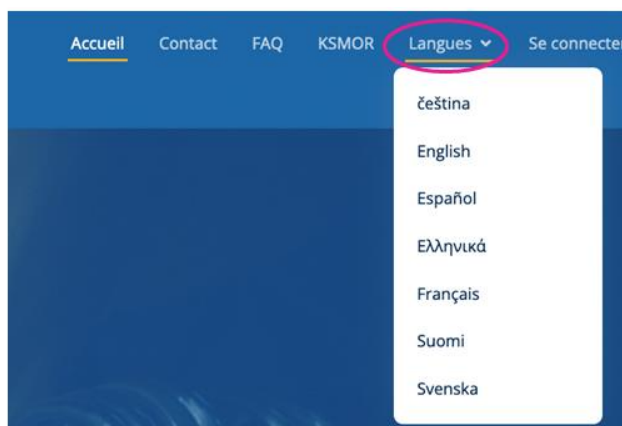 Accueil Contact FAQ KSMOR Langues Se connecter
čeština
English
Español
Ελληνικά
Français
Suomi
Svenska